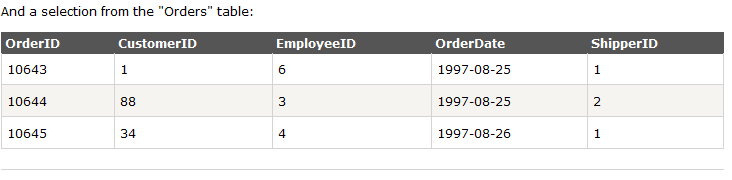 And a selection from the "Orders" table:
OrderID CustomerID EmployeeID OrderDate ShipperID
10643 1 6 1997-08-25 1
10644 88 3 1997-08-25 2
10645 34 4 1997-08-26 1